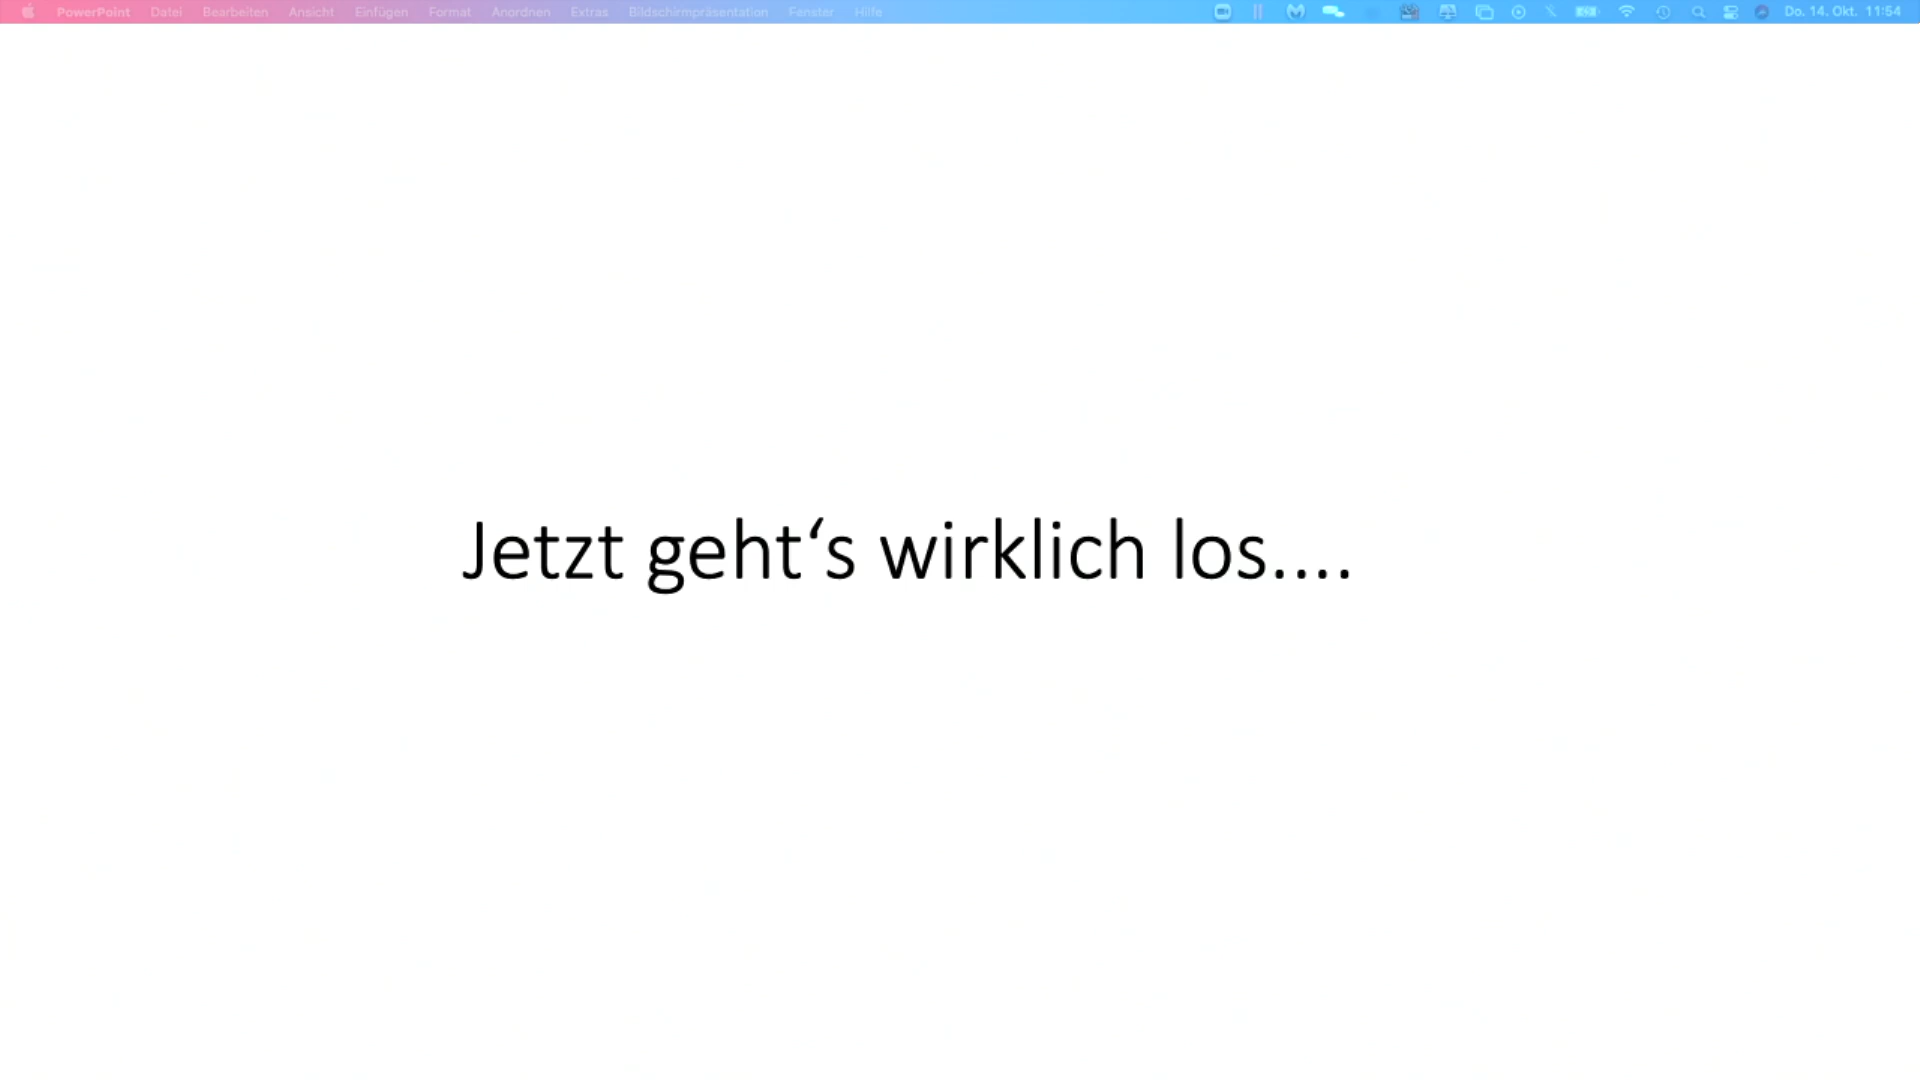 PowerPoint Datei Bearbeiten Ansicht Einfügen Format Anordnen Extras Bildschirmpräsentation Fenster Hilfe Do. 14. Okt. 11:54
Jetzt geht‘s wirklich los....